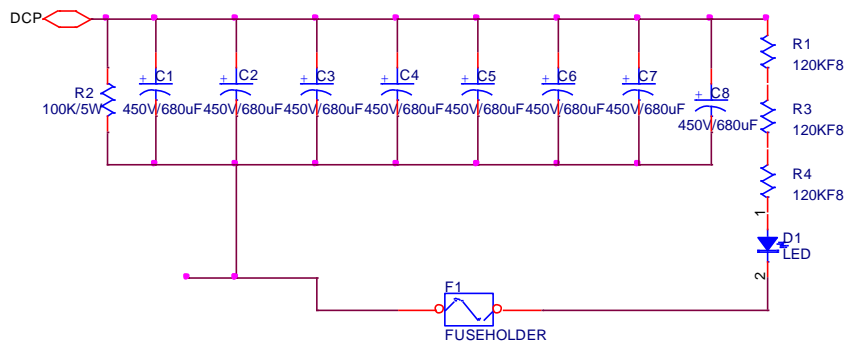 DCP
R2
100K/5W
+ C1
450V/680uF
+ C2
450V/680uF
+ C3
450V/680uF
+ C4
450V/680uF
+ C5
450V/680uF
+ C6
450V/680uF
+ C7
450V/680uF
+ C8
450V/680uF
R1
120KF8
R3
120KF8
R4
120KF8
1
D1
LED
2
F1
FUSEHOLDER